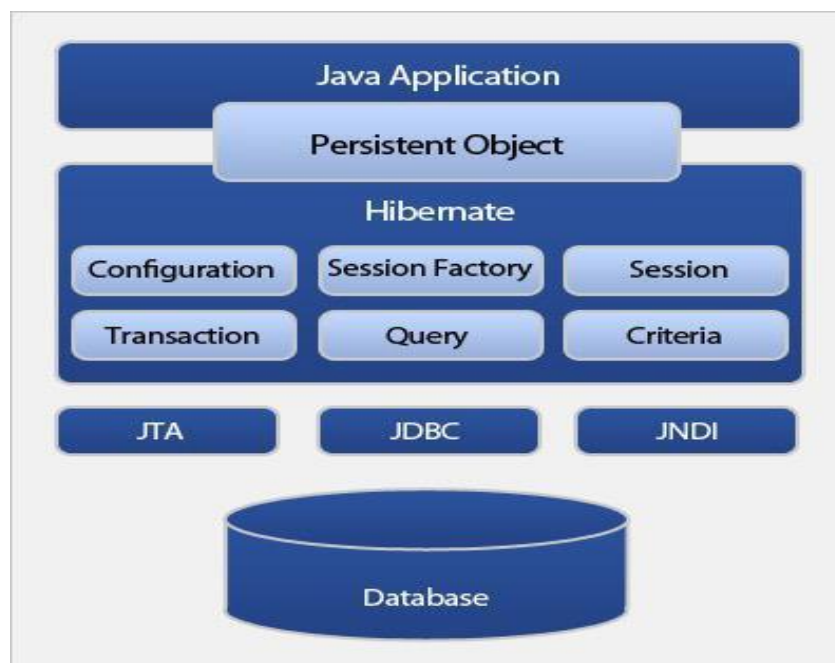 Java Application
Persistent Object
Hibernate
Configuration Session Factory Session
Transaction Query Criteria
JTA JDBC JNDI
Database